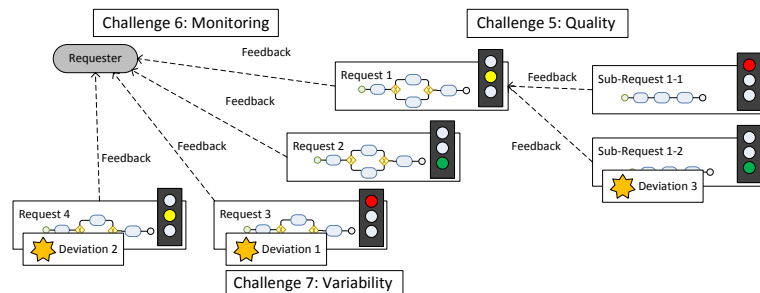 Challenge 6: Monitoring
Challenge 5: Quality
Requester
Feedback
Request 1
Feedback
Sub-Request 1-1
Feedback
Request 2
Feedback
Sub-Request 1-2
Feedback
Deviation 3
Request 4
Request 3
Deviation 2
Deviation 1
Challenge 7: Variability